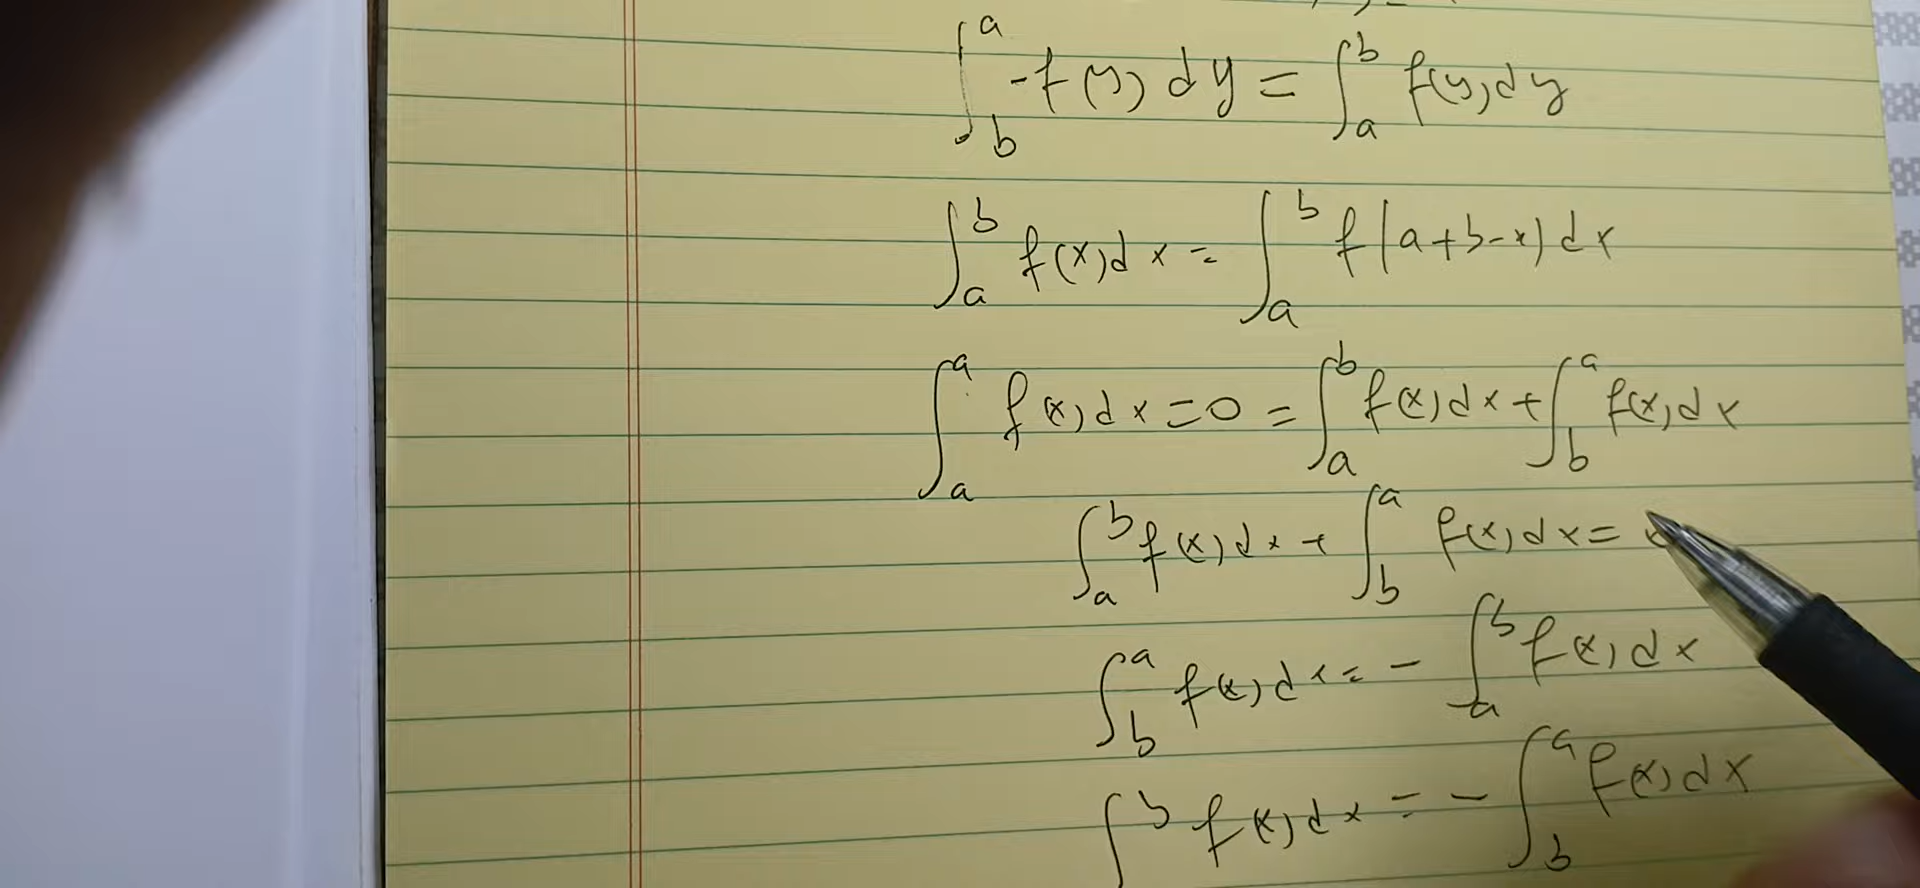 ∫_b^a -f(y) dy = ∫_a^b f(y) dy
∫_a^b f(x) dx = ∫_a^b f(a+b-x) dx
∫_a^a f(x) dx = 0 = ∫_a^b f(x) dx + ∫_b^a f(x) dx
∫_a^b f(x) dx + ∫_b^a f(x) dx =
∫_b^a f(x) dx = - ∫_a^b f(x) dx
∫^b f(x) dx = - ∫_b^a f(x) dx